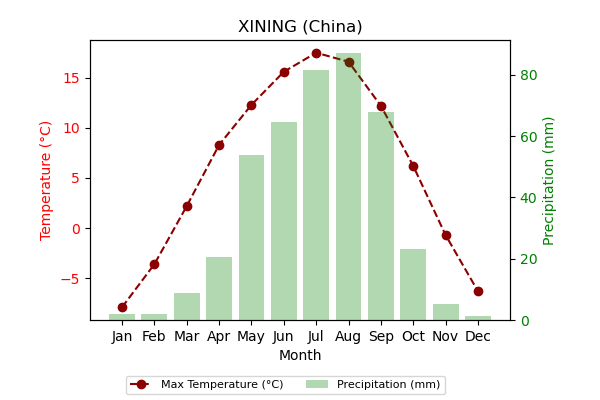 XINING (China)
Temperature (°C)
15
10
5
0
−5
80
60
40
20
0
Precipitation (mm)
Jan Feb Mar Apr May Jun Jul Aug Sep Oct Nov Dec
Month
Max Temperature (°C) Precipitation (mm)